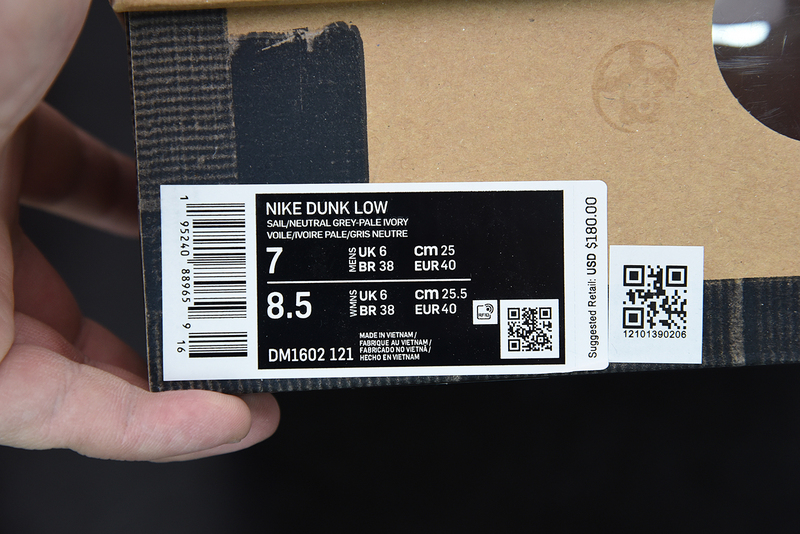 NIKE DUNK LOW
SAIL/NEUTRAL GREY-PALE IVORY
VOILE/IVOIRE PALE/GRIS NEUTRE
7 MENS UK 6 cm 25
BR 38 EUR 40
8.5 WMNS UK 6 cm 25.5
BR 38 EUR 40
RFID
DM1602 121
MADE IN VIETNAM /
FABRIQUE AU VIETNAM /
FABRICADO NO VIETNÃ /
HECHO EN VIETNAM
1 95240 88965 9 16
Suggested Retail: USD $180.00
12101390206